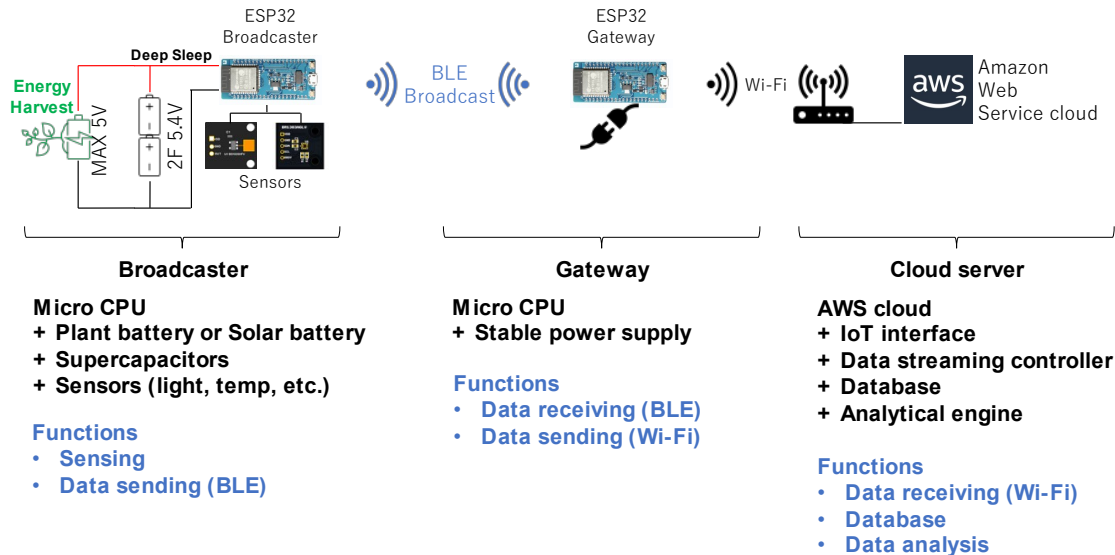 ESP32
Broadcaster
Deep Sleep
Energy
Harvest
MAX 5V
2F 5.4V
Sensors
BLE
Broadcast
ESP32
Gateway
Wi-Fi
aws
Amazon
Web
Service cloud
Broadcaster
Micro CPU
+ Plant battery or Solar battery
+ Supercapacitors
+ Sensors (light, temp, etc.)
Functions
• Sensing
• Data sending (BLE)
Gateway
Micro CPU
+ Stable power supply
Functions
• Data receiving (BLE)
• Data sending (Wi-Fi)
Cloud server
AWS cloud
+ IoT interface
+ Data streaming controller
+ Database
+ Analytical engine
Functions
• Data receiving (Wi-Fi)
• Database
• Data analysis